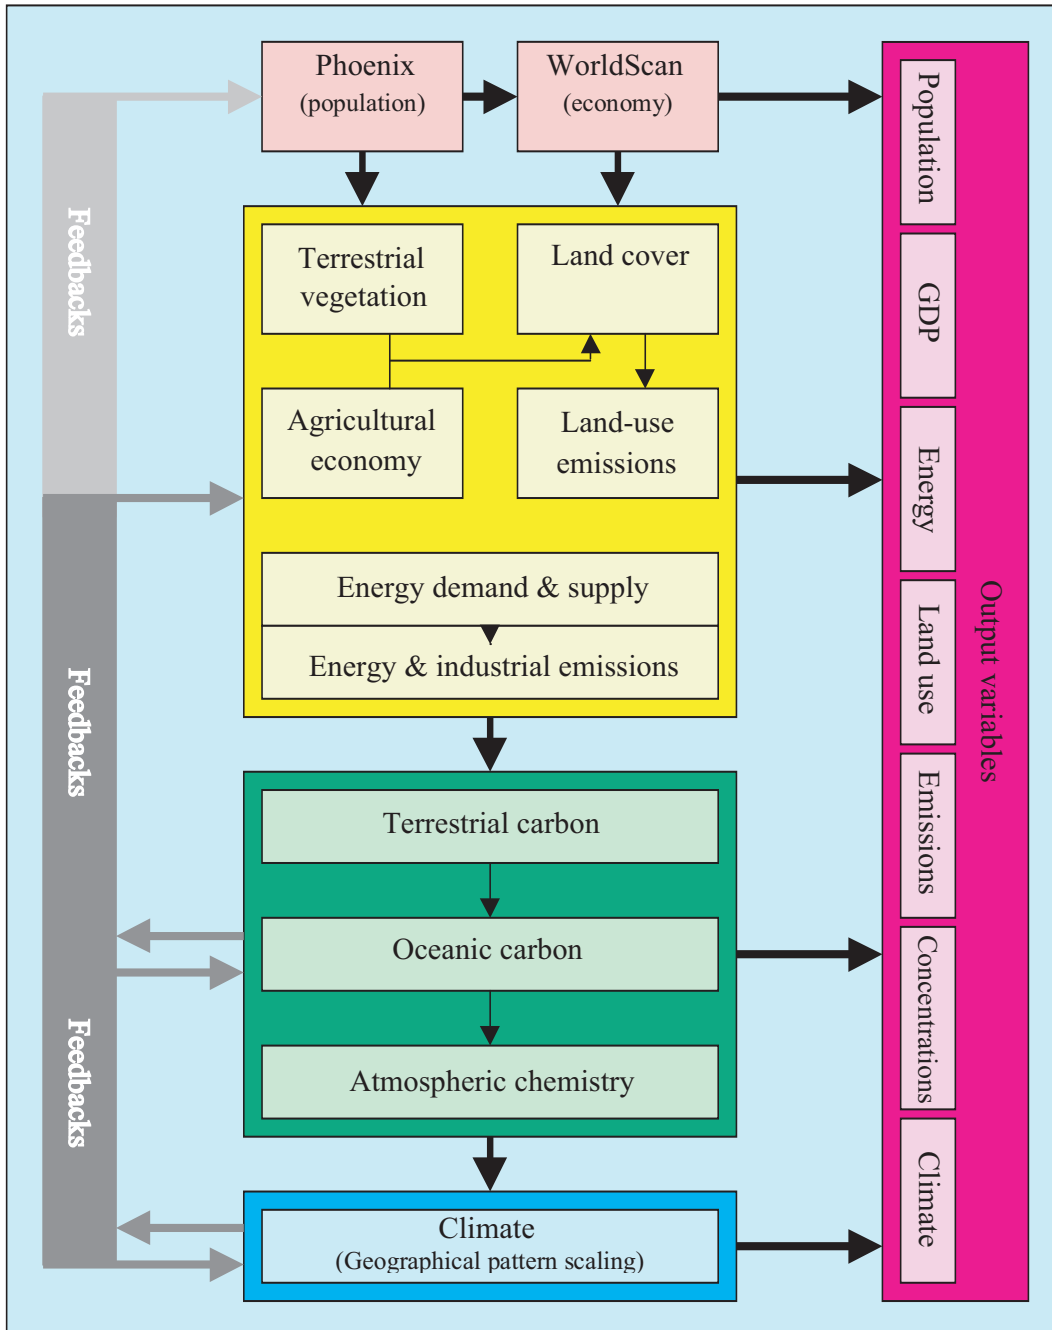 Phoenix
(population)
WorldScan
(economy)
Terrestrial
vegetation
Land cover
Agricultural
economy
Land-use
emissions
Energy demand & supply
Energy & industrial emissions
Terrestrial carbon
Oceanic carbon
Atmospheric chemistry
Climate
(Geographical pattern scaling)
Feedbacks
Feedbacks
Feedbacks
Population
GDP
Energy
Land use
Emissions
Concentrations
Climate
Output variables